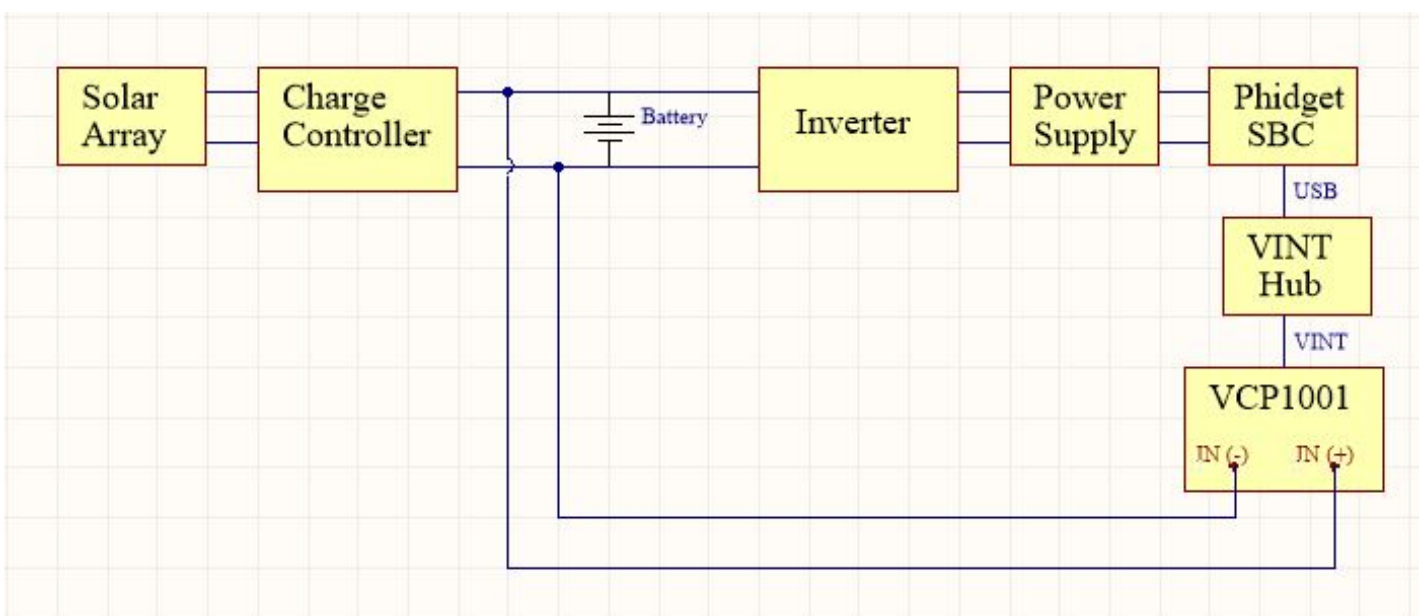 Solar
Array
Charge
Controller
Battery
Inverter
Power
Supply
Phidget
SBC
USB
VINT
Hub
VINT
VCP1001
IN (-)
IN (+)